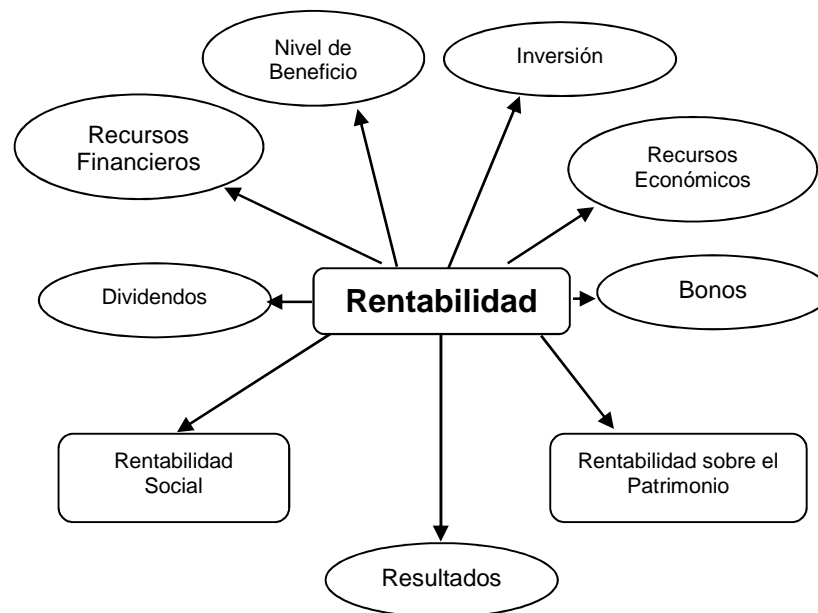 Nivel de
Beneficio
Inversión
Recursos
Financieros
Recursos
Económicos
Dividendos
Rentabilidad
Bonos
Rentabilidad
Social
Rentabilidad sobre el
Patrimonio
Resultados